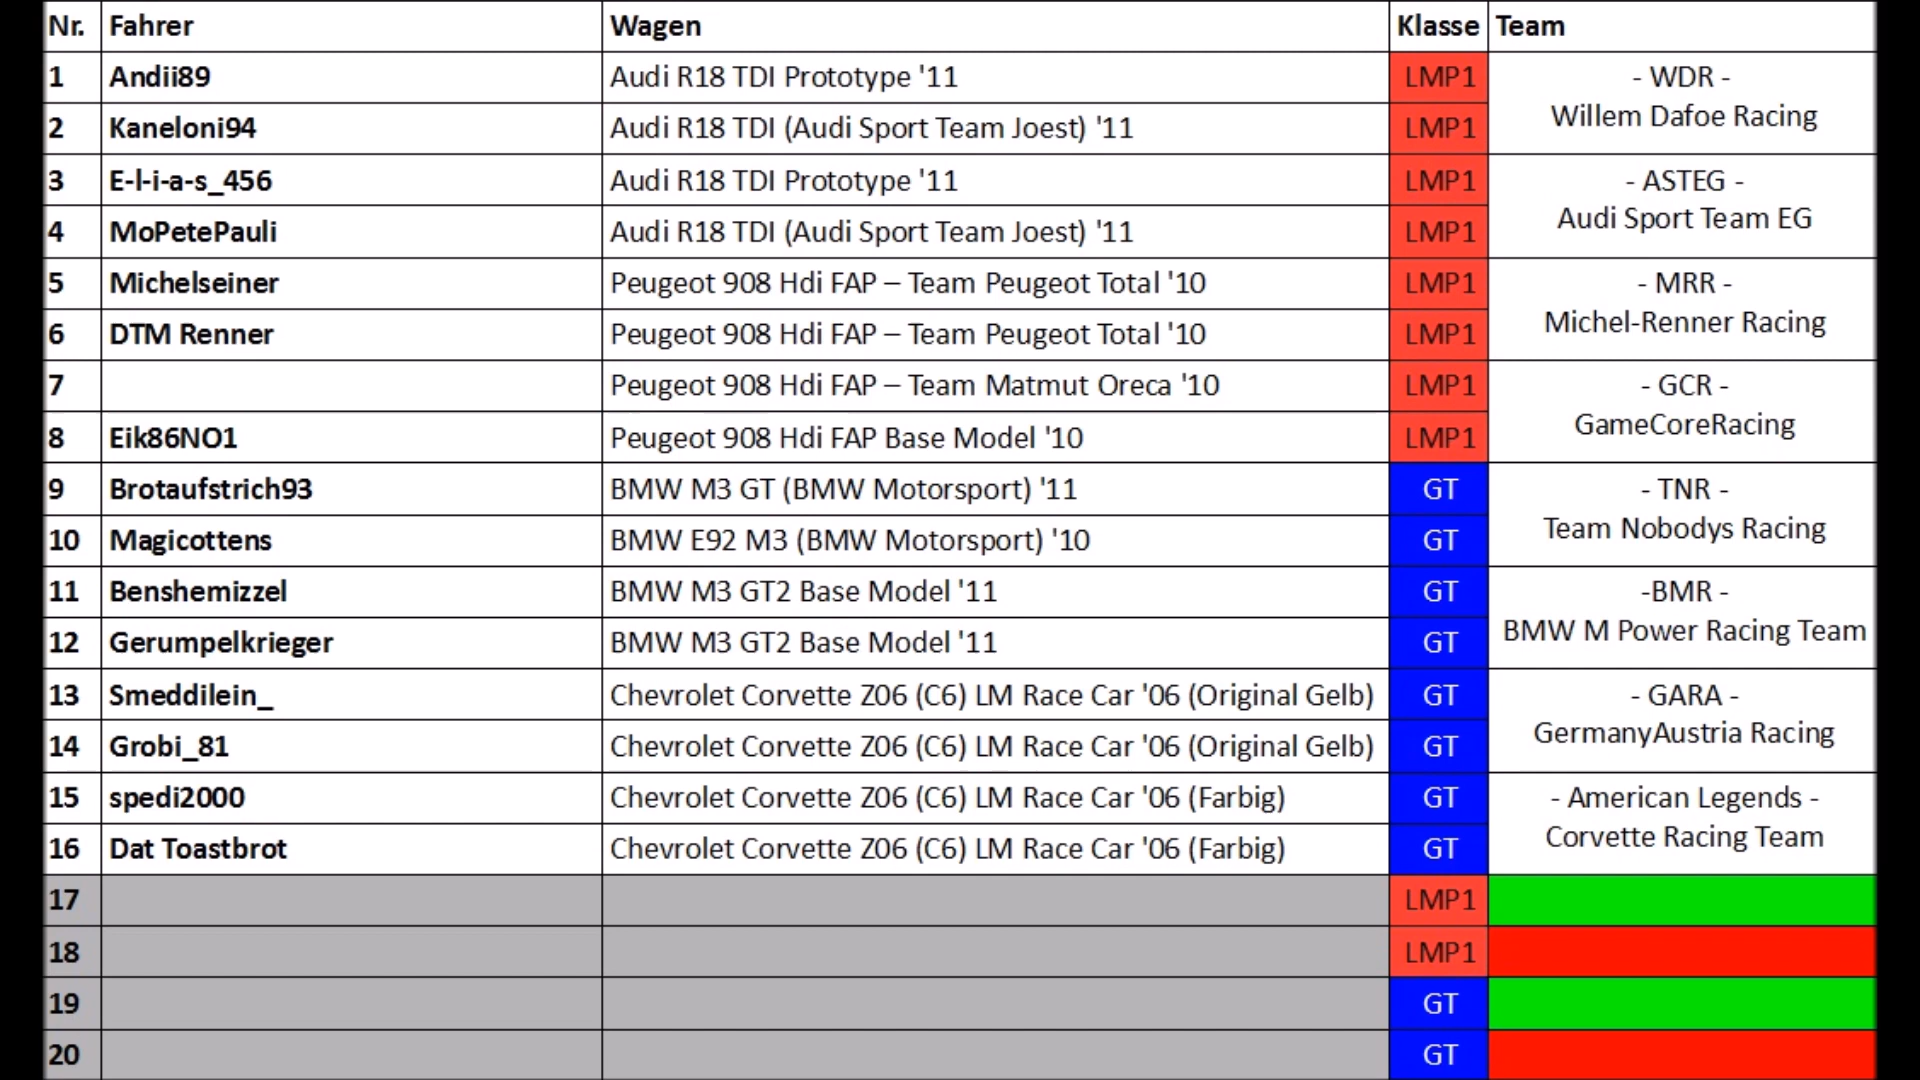 Nr. Fahrer Wagen Klasse Team
1 Andii89 Audi R18 TDI Prototype '11 LMP1 - WDR -
Willem Dafoe Racing
2 Kaneloni94 Audi R18 TDI (Audi Sport Team Joest) '11 LMP1
3 E-l-i-a-s_456 Audi R18 TDI Prototype '11 LMP1 - ASTEG -
Audi Sport Team EG
4 MoPetePauli Audi R18 TDI (Audi Sport Team Joest) '11 LMP1
5 Michelseiner Peugeot 908 Hdi FAP – Team Peugeot Total '10 LMP1 - MRR -
Michel-Renner Racing
6 DTM Renner Peugeot 908 Hdi FAP – Team Peugeot Total '10 LMP1
7 Peugeot 908 Hdi FAP – Team Matmut Oreca '10 LMP1 - GCR -
GameCoreRacing
8 Eik86NO1 Peugeot 908 Hdi FAP Base Model '10 LMP1
9 Brotaufstrich93 BMW M3 GT (BMW Motorsport) '11 GT - TNR -
Team Nobodys Racing
10 Magicottens BMW E92 M3 (BMW Motorsport) '10 GT
11 Benshemizzel BMW M3 GT2 Base Model '11 GT -BMR -
BMW M Power Racing Team
12 Gerumpelkrieger BMW M3 GT2 Base Model '11 GT
13 Smeddilein_ Chevrolet Corvette Z06 (C6) LM Race Car '06 (Original Gelb) GT - GARA -
GermanyAustria Racing
14 Grobi_81 Chevrolet Corvette Z06 (C6) LM Race Car '06 (Original Gelb) GT
15 spedi2000 Chevrolet Corvette Z06 (C6) LM Race Car '06 (Farbig) GT - American Legends -
Corvette Racing Team
16 Dat Toastbrot Chevrolet Corvette Z06 (C6) LM Race Car '06 (Farbig) GT
17 LMP1
18 LMP1
19 GT
20 GT